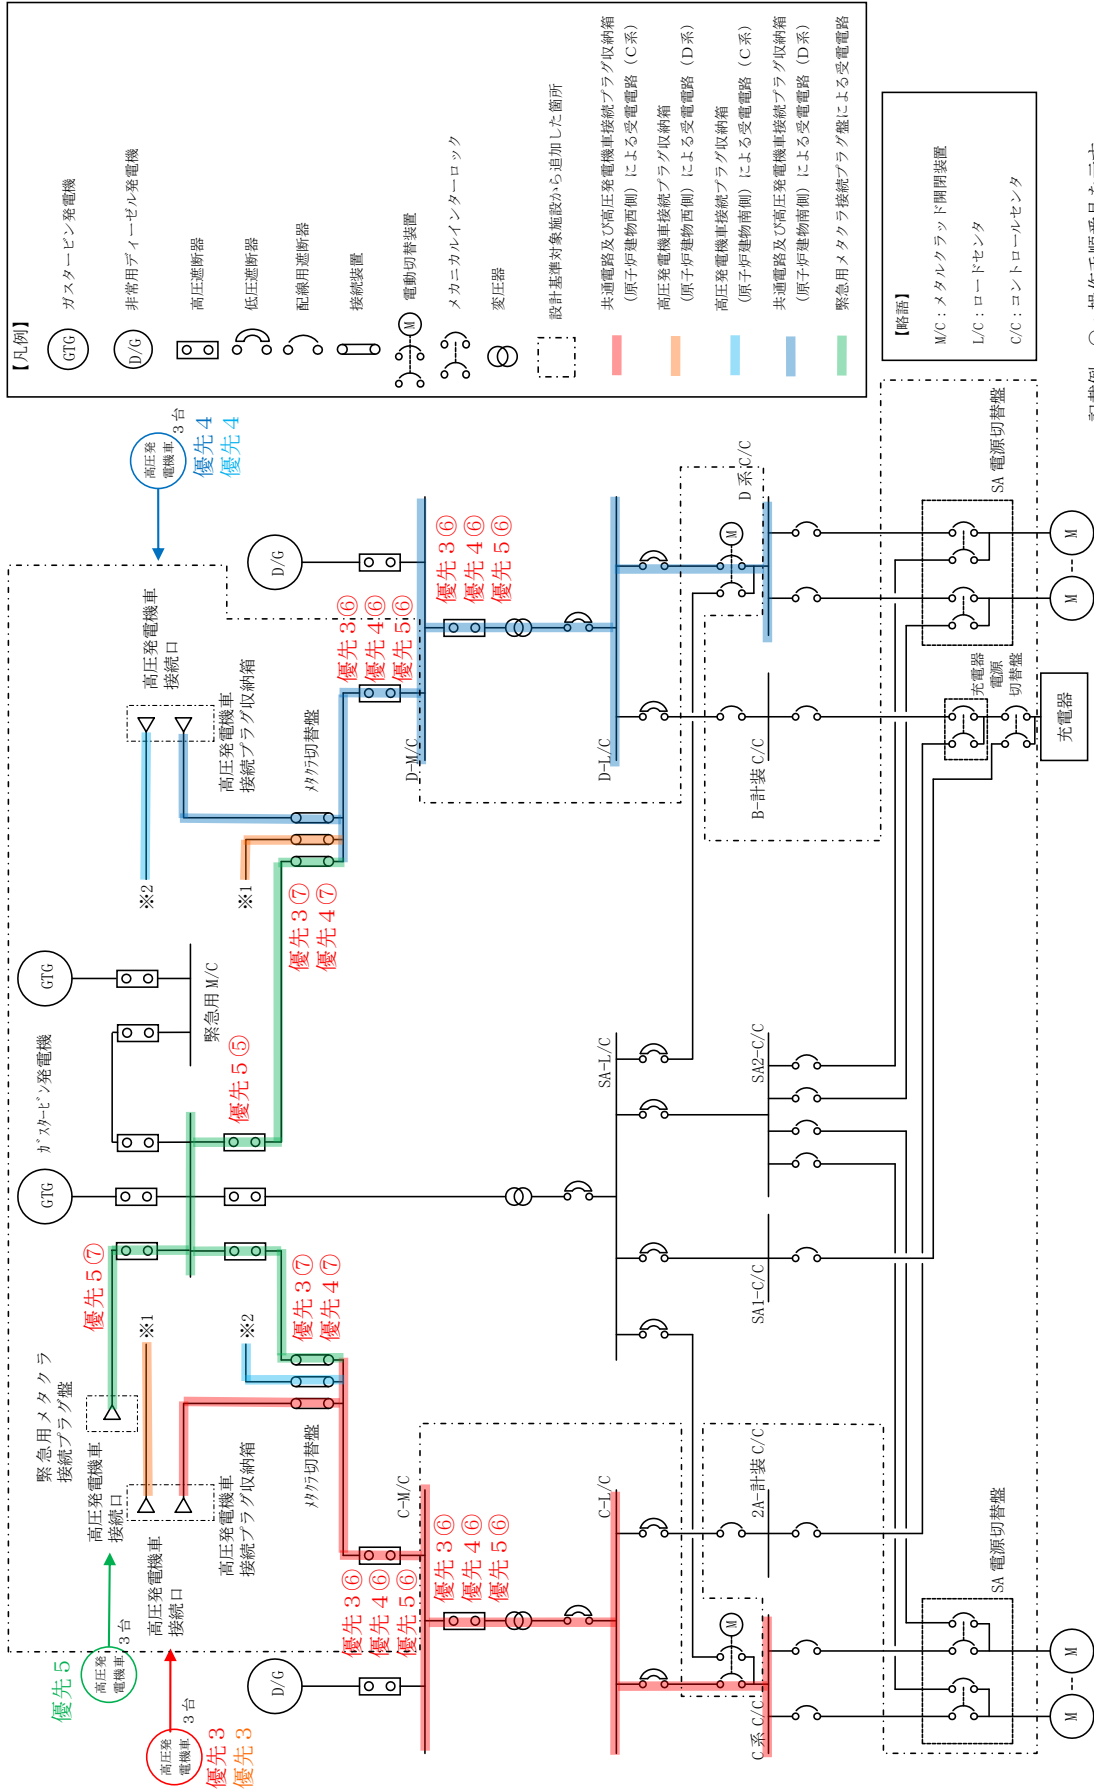 【凡例】
GTG
ガスタービン発電機
D/G
非常用ディーゼル発電機
高圧遮断器
低圧遮断器
配線用遮断器
接続装置
M
電動切替装置
メカニカルインターロック
変圧器
設計基準対象施設から追加した箇所
共通電路及び高圧発電機車接続プラグ収納箱
(原子炉建物西側)による受電電路(C系)
高圧発電機車接続プラグ収納箱
(原子炉建物西側)による受電電路(D系)
高圧発電機車接続プラグ収納箱
(原子炉建物南側)による受電電路(C系)
共通電路及び高圧発電機車接続プラグ収納箱
(原子炉建物南側)による受電電路(D系)
緊急用メタクラ接続プラグ盤による受電電路
【略語】
M/C:メタルクラッド開閉装置
L/C:ロードセンタ
C/C:コントロールセンタ
優先5
高圧発
電機車
3台
高圧発
電機車
3台
優先3
優先3
高圧発電機車
接続口
緊急用メタクラ
接続プラグ盤
優先5⑦
高圧発電機車
接続口
※1
高圧発電機車
接続プラグ収納箱
※2
メタクラ切替盤
優先3⑦
優先4⑦
GTG
ガスタービン発電機
GTG
緊急用M/C
優先5⑤
優先3⑦
優先4⑦
※2
※1
高圧発電機車
接続口
高圧発電機車
接続プラグ収納箱
メタクラ切替盤
高圧発
電機車
3台
優先4
優先4
D/G
優先3⑥
優先4⑥
優先5⑥
C-M/C
優先3⑥
優先4⑥
優先5⑥
C-L/C
D/G
優先3⑥
優先4⑥
優先5⑥
D-M/C
優先3⑥
優先4⑥
優先5⑥
D-L/C
SA-L/C
M
C系C/C
2A-計装C/C
SA1-C/C
SA2-C/C
B-計装C/C
M
D系C/C
SA電源切替盤
M
M
充電器
電源
切替盤
充電器
SA電源切替盤
M
M